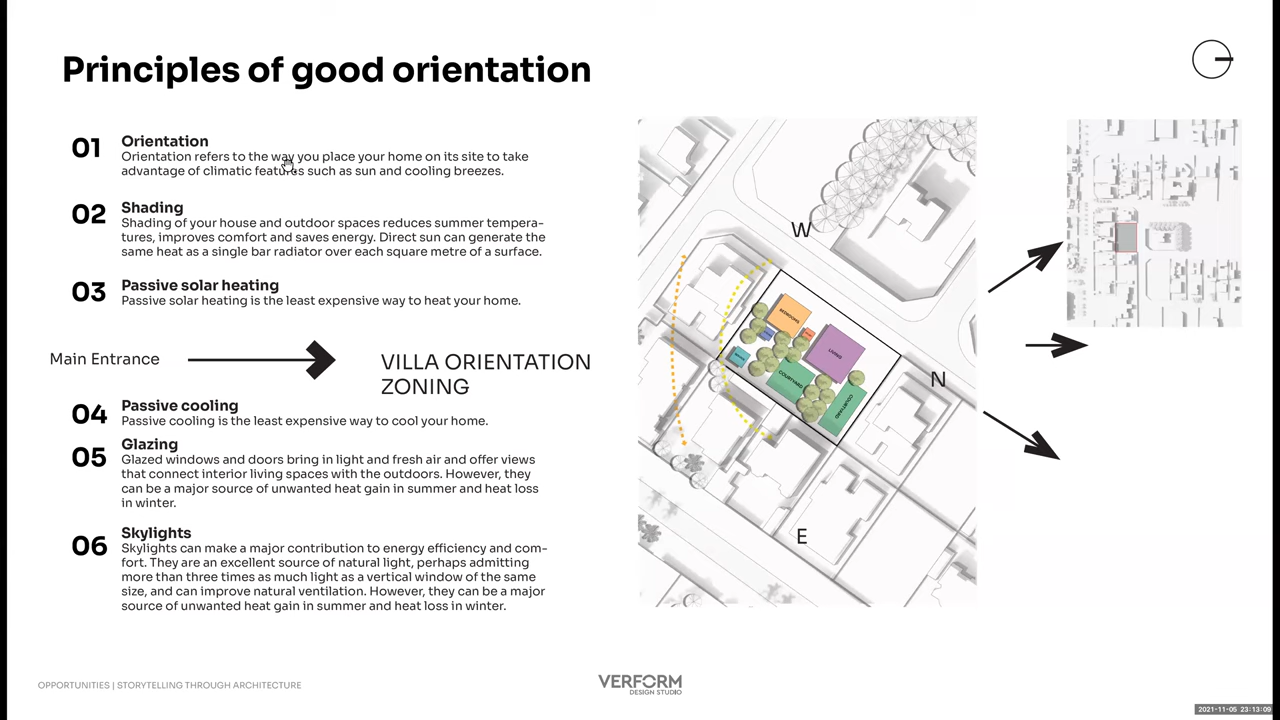 Principles of good orientation
01
Orientation
Orientation refers to the way you place your home on its site to take
advantage of climatic features such as sun and cooling breezes.
02
Shading
Shading of your house and outdoor spaces reduces summer tempera-
tures, improves comfort and saves energy. Direct sun can generate the
same heat as a single bar radiator over each square metre of a surface.
03
Passive solar heating
Passive solar heating is the least expensive way to heat your home.
Main Entrance
VILLA ORIENTATION
ZONING
04
Passive cooling
Passive cooling is the least expensive way to cool your home.
05
Glazing
Glazed windows and doors bring in light and fresh air and offer views
that connect interior living spaces with the outdoors. However, they
can be a major source of unwanted heat gain in summer and heat loss
in winter.
06
Skylights
Skylights can make a major contribution to energy efficiency and com-
fort. They are an excellent source of natural light, perhaps admitting
more than three times as much light as a vertical window of the same
size, and can improve natural ventilation. However, they can be a major
source of unwanted heat gain in summer and heat loss in winter.
W
BEDROOMS
LIVING
COURTYARD
COURTYARD
N
E
OPPORTUNITIES | STORYTELLING THROUGH ARCHITECTURE
VERFORM
DESIGN STUDIO
2021-11-05 23:13:09